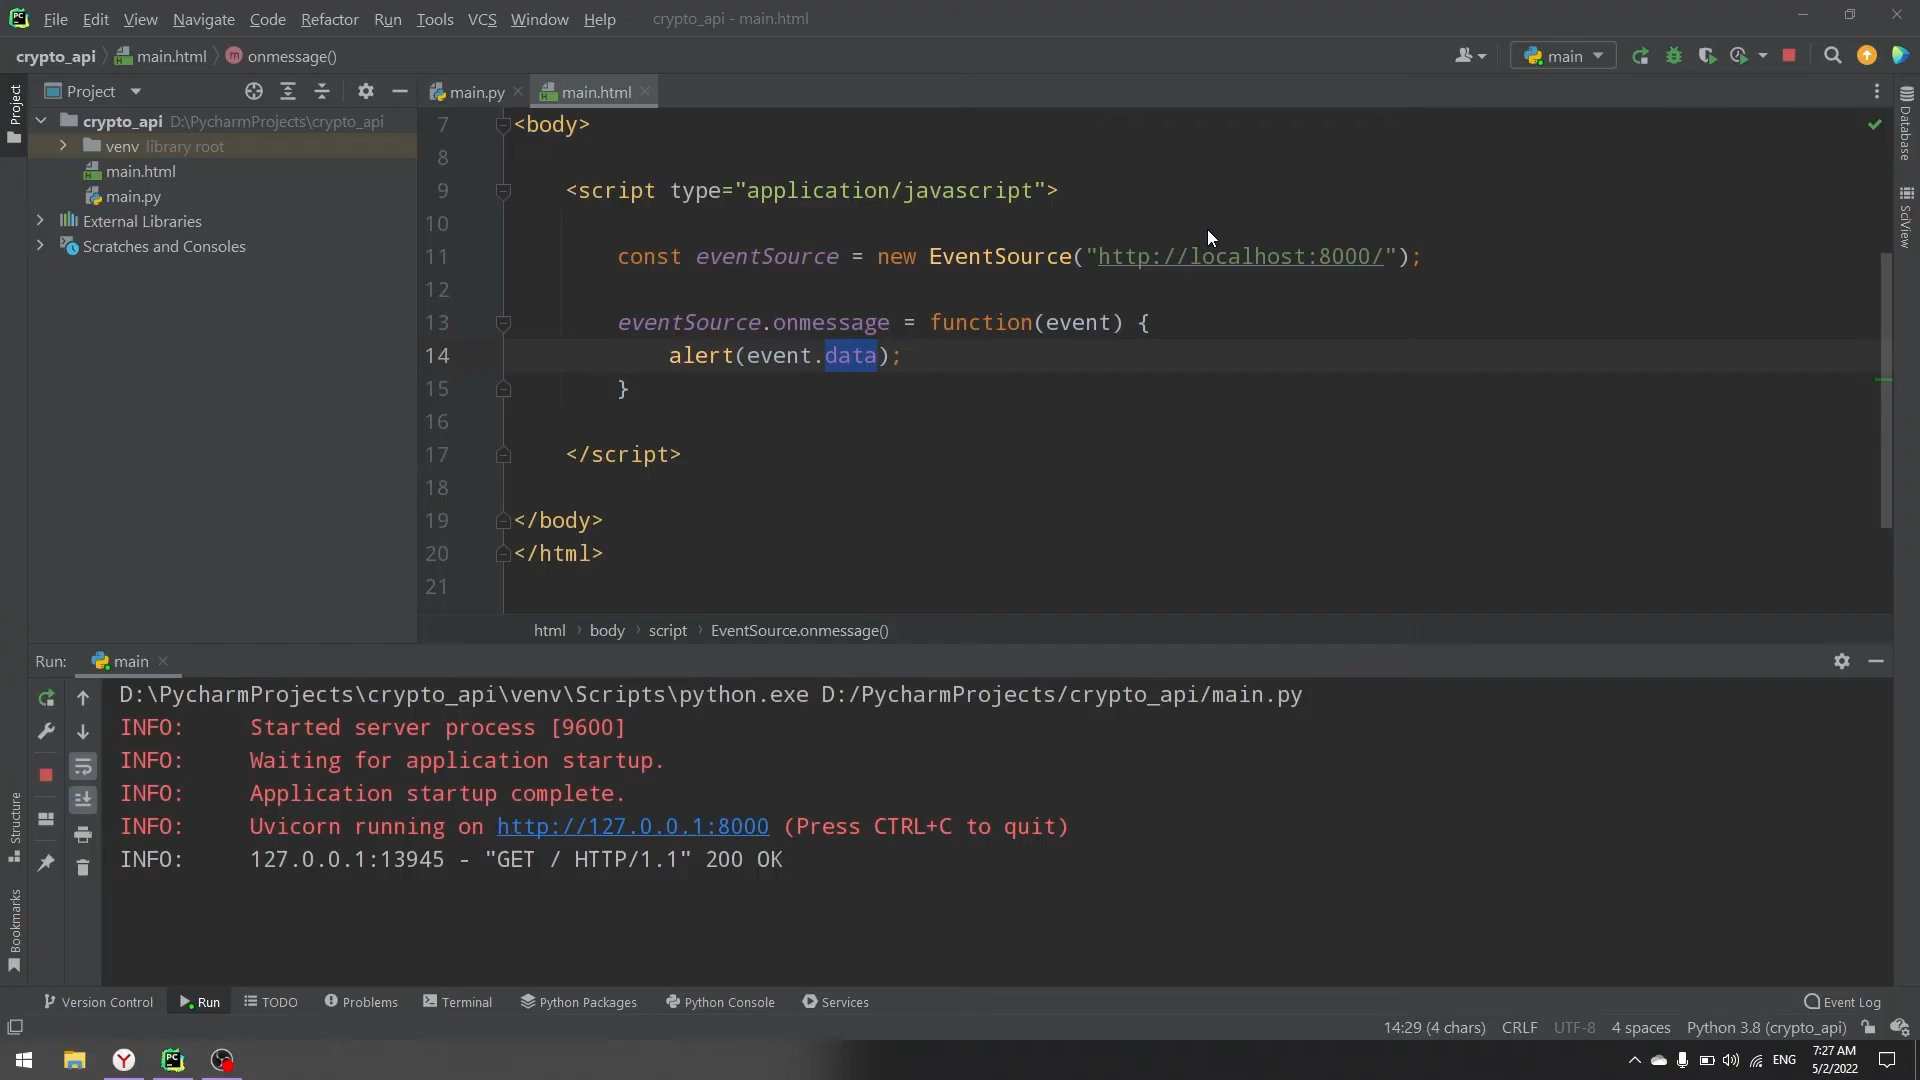 File Edit View Navigate Code Refactor Run Tools VCS Window Help crypto_api - main.html
crypto_api main.html onmessage() main
Project main.py main.html
Project
crypto_api D:\PycharmProjects\crypto_api
venv library root
main.html
main.py
External Libraries
Scratches and Consoles
7 <body>
8
9 <script type="application/javascript">
10
11 const eventSource = new EventSource("http://localhost:8000/");
12
13 eventSource.onmessage = function(event) {
14 alert(event.data);
15 }
16
17 </script>
18
19 </body>
20 </html>
21
html body script EventSource.onmessage()
Database
SciView
Run: main
D:\PycharmProjects\crypto_api\venv\Scripts\python.exe D:/PycharmProjects/crypto_api/main.py
INFO: Started server process [9600]
INFO: Waiting for application startup.
INFO: Application startup complete.
INFO: Uvicorn running on http://127.0.0.1:8000 (Press CTRL+C to quit)
INFO: 127.0.0.1:13945 - "GET / HTTP/1.1" 200 OK
Structure
Bookmarks
Version Control Run TODO Problems Terminal Python Packages Python Console Services Event Log
14:29 (4 chars) CRLF UTF-8 4 spaces Python 3.8 (crypto_api)
ENG 7:27 AM
5/2/2022